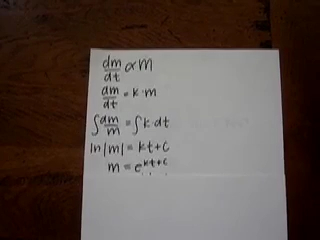 dm/dt ∝ m
dm/dt = k·m
∫dm/m = ∫k·dt
ln|m| = kt+c
m = e^kt+c